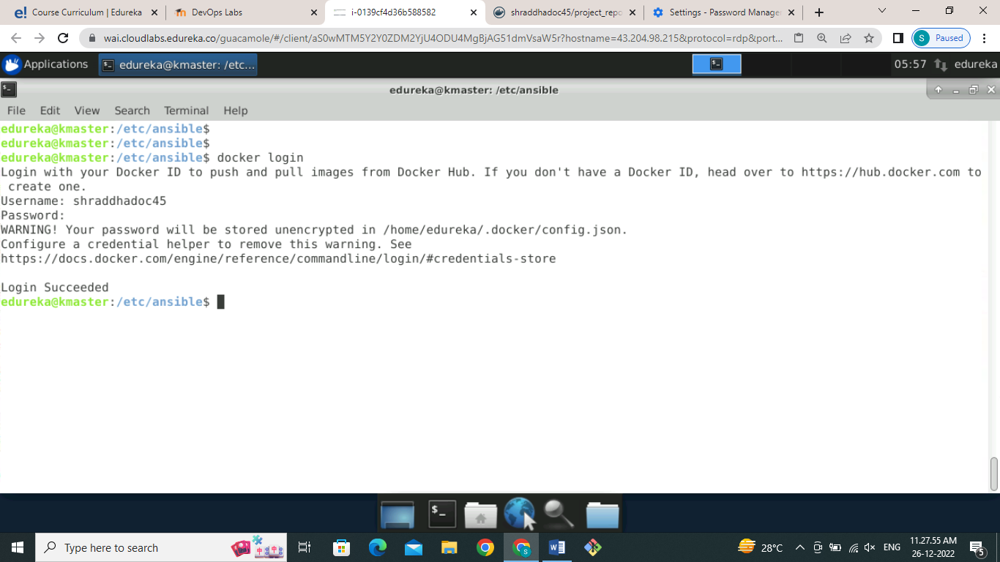 Course Curriculum | Edureka
DevOps Labs
i-0139cf4d36b588582
shraddhadoc45/project_repo
Settings - Password Manager
wai.cloudlabs.edureka.co/guacamole/#/client/aS0wMTM5Y2Y0ZDM2YjU4ODU4MgBjAG51dmVsaW5r?hostname=43.204.98.215&protocol=rdp&port...
S Paused
Applications
edureka@kmaster: /etc...
05:57
edureka
edureka@kmaster: /etc/ansible
File Edit View Search Terminal Help
edureka@kmaster:/etc/ansible$
edureka@kmaster:/etc/ansible$
edureka@kmaster:/etc/ansible$ docker login
Login with your Docker ID to push and pull images from Docker Hub. If you don't have a Docker ID, head over to https://hub.docker.com to
create one.
Username: shraddhadoc45
Password:
WARNING! Your password will be stored unencrypted in /home/edureka/.docker/config.json.
Configure a credential helper to remove this warning. See
https://docs.docker.com/engine/reference/commandline/login/#credentials-store
Login Succeeded
edureka@kmaster:/etc/ansible$
Type here to search
28°C
ENG
11.27.55 AM
26-12-2022
5